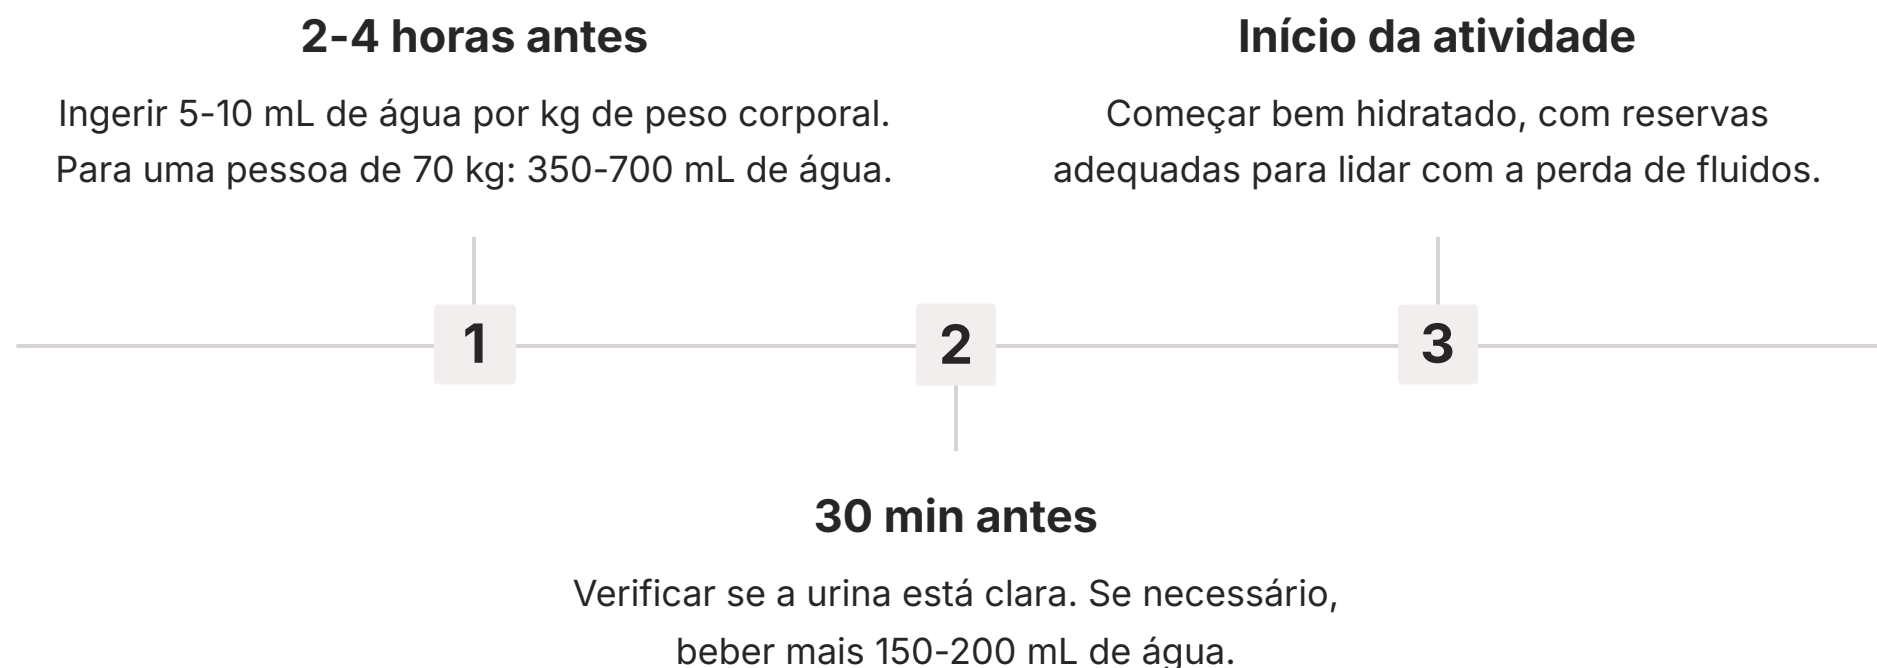 2-4 horas antes
Ingerir 5-10 mL de água por kg de peso corporal.
Para uma pessoa de 70 kg: 350-700 mL de água.
Início da atividade
Começar bem hidratado, com reservas
adequadas para lidar com a perda de fluidos.
1
2
3
30 min antes
Verificar se a urina está clara. Se necessário,
beber mais 150-200 mL de água.